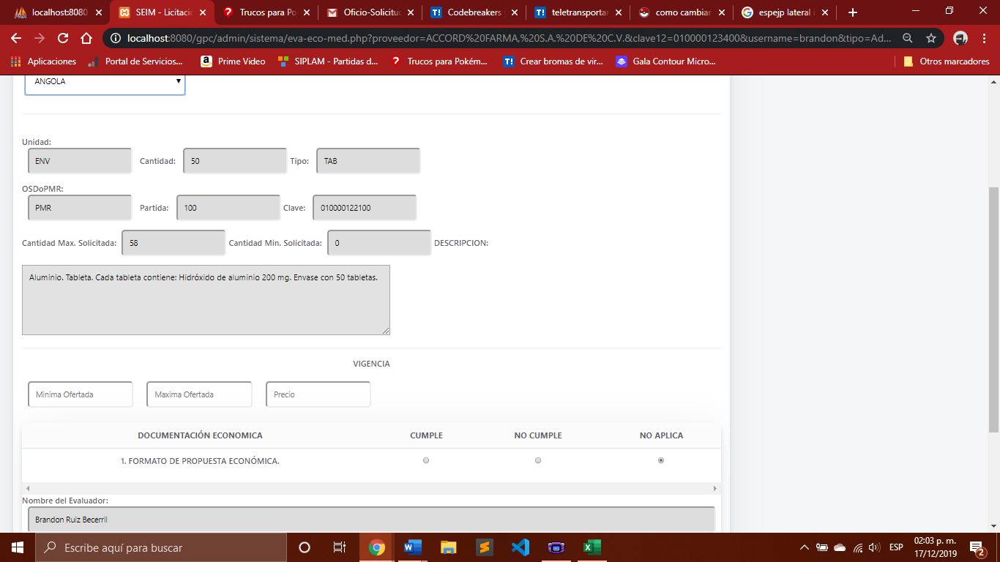 localhost:8080
SEIM - Licitacio
Trucos para Po
Oficio-Solicitud
Codebreakers y
teletransportar
como cambiar
espejp lateral i
localhost:8080/gpc/admin/sistema/eva-eco-med.php?proveedor=ACCORD%20FARMA,%20S.A.%20DE%20C.V.&clave12=010000123400&username=brandon&tipo=Ad...
Aplicaciones
Portal de Servicios...
Prime Video
SIPLAM - Partidas d...
Trucos para Pokém...
Crear bromas de vir...
Gala Contour Micro...
Otros marcadores
ANGOLA
Unidad:
ENV Cantidad: 50 Tipo: TAB
OSDoPMR:
PMR Partida: 100 Clave: 010000122100
Cantidad Max. Solicitada: 58 Cantidad Min. Solicitada: 0 DESCRIPCION:
Aluminio. Tableta. Cada tableta contiene: Hidróxido de aluminio 200 mg. Envase con 50 tabletas.
VIGENCIA
Minima Ofertada Maxima Ofertada Precio
DOCUMENTACIÓN ECONOMICA CUMPLE NO CUMPLE NO APLICA
1. FORMATO DE PROPUESTA ECONÓMICA.
Nombre del Evaluador:
Brandon Ruiz Becerril
Escribe aquí para buscar
ESP
02:03 p. m.
17/12/2019
2